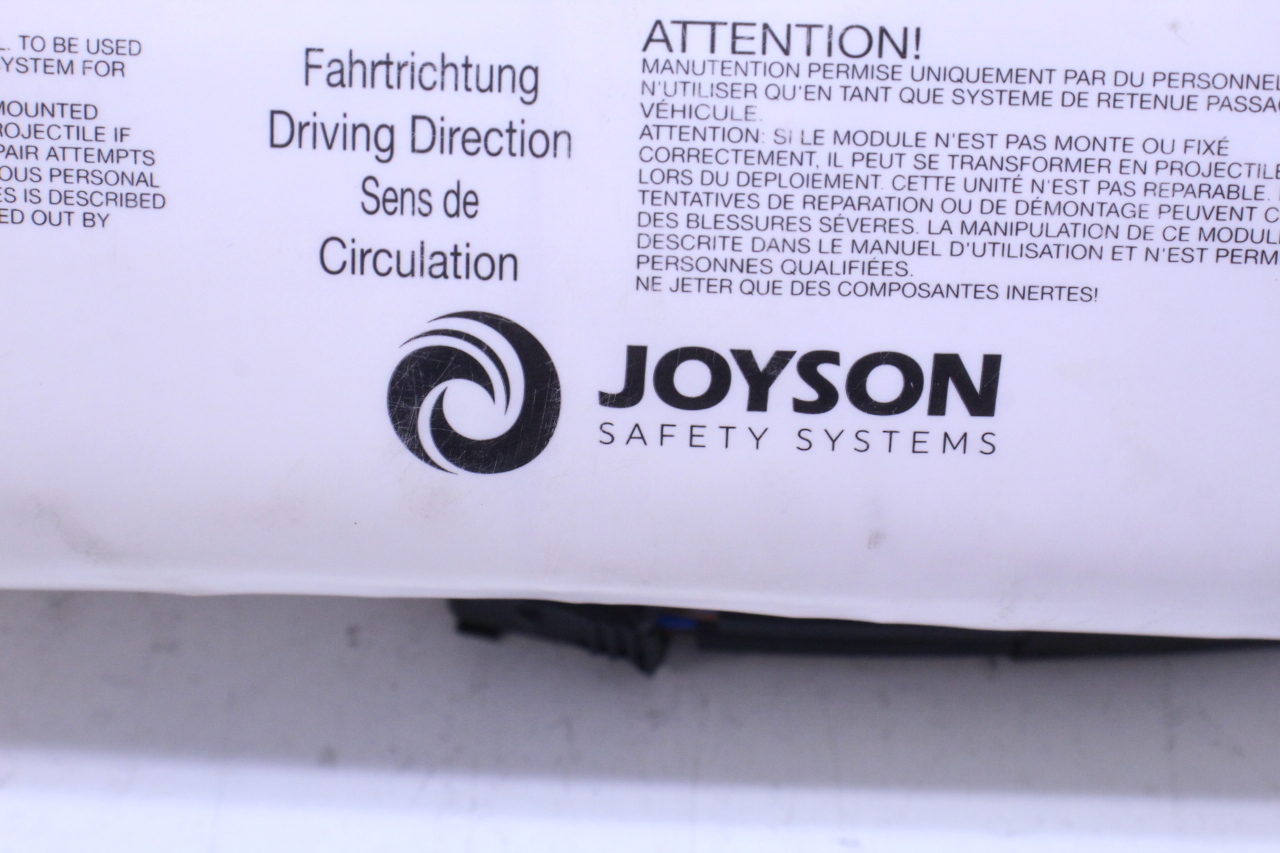 L. TO BE USED
YSTEM FOR
MOUNTED
ROJECTILE IF
PAIR ATTEMPTS
OUS PERSONAL
ES IS DESCRIBED
ED OUT BY
Fahrtrichtung
Driving Direction
Sens de
Circulation
ATTENTION!
MANUTENTION PERMISE UNIQUEMENT PAR DU PERSONNEL
N'UTILISER QU'EN TANT QUE SYSTEME DE RETENUE PASSA
VÉHICULE.
ATTENTION: SI LE MODULE N'EST PAS MONTE OU FIXÉ
CORRECTEMENT, IL PEUT SE TRANSFORMER EN PROJECTILE
LORS DU DEPLOIEMENT. CETTE UNITÉ N'EST PAS REPARABLE.
TENTATIVES DE REPARATION OU DE DÉMONTAGE PEUVENT C
DES BLESSURES SÉVERES. LA MANIPULATION DE CE MODUL
DESCRITE DANS LE MANUEL D'UTILISATION ET N'EST PERM
PERSONNES QUALIFIÉES.
NE JETER QUE DES COMPOSANTES INERTES!
JOYSON
SAFETY SYSTEMS